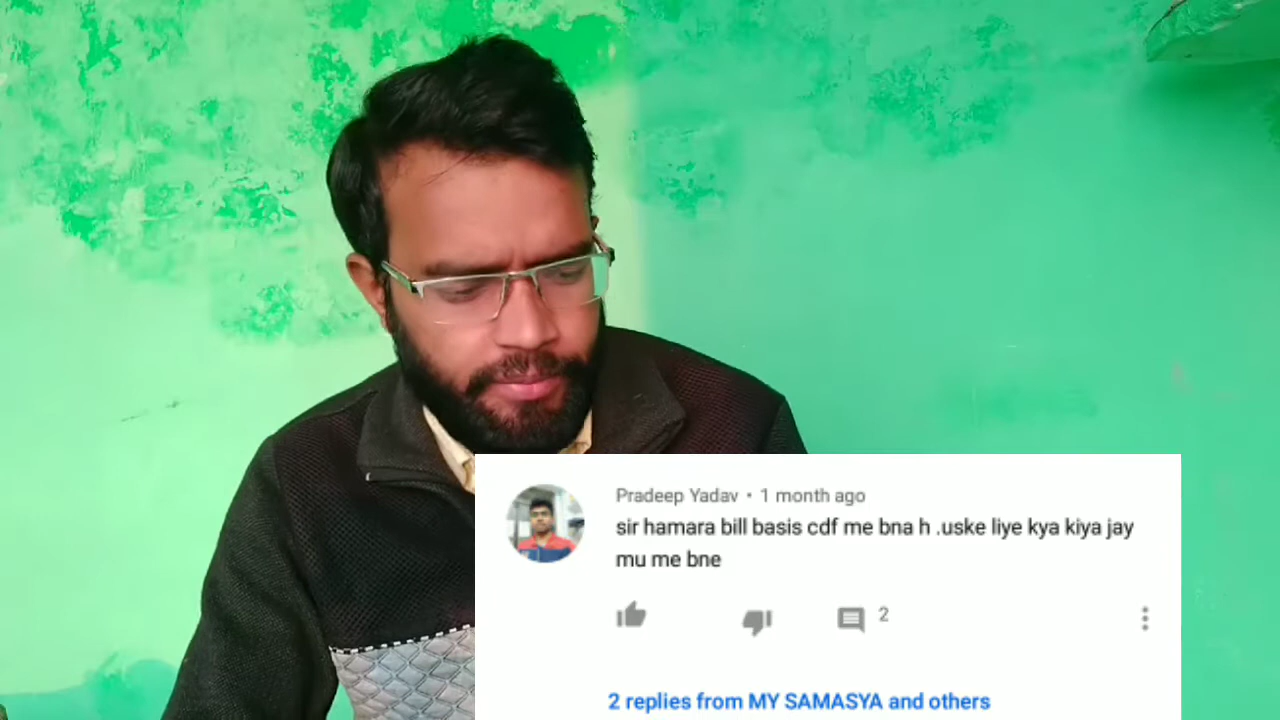 Pradeep Yadav • 1 month ago
sir hamara bill basis cdf me bna h .uske liye kya kiya jay
mu me bne
2
2 replies from MY SAMASYA and others